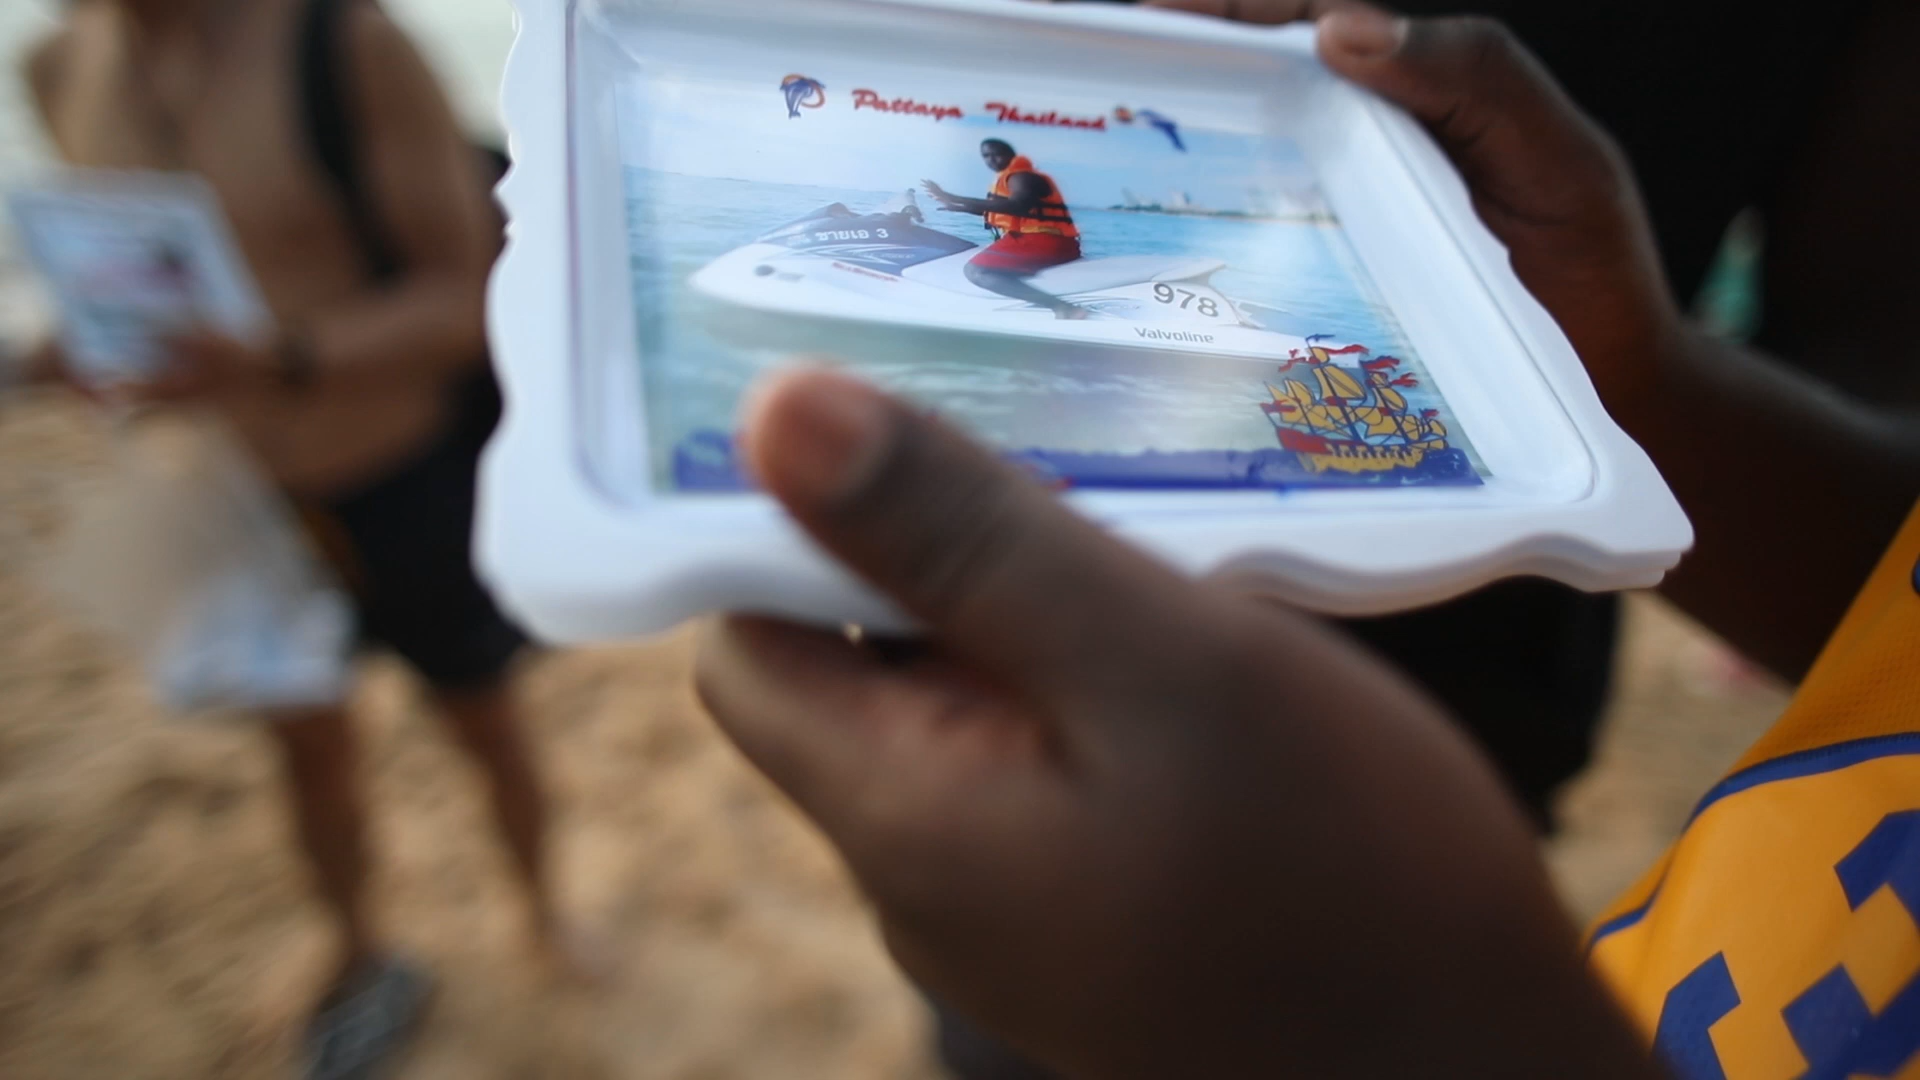 Pattaya Thailand
ชายเอ 3
978
Valvoline